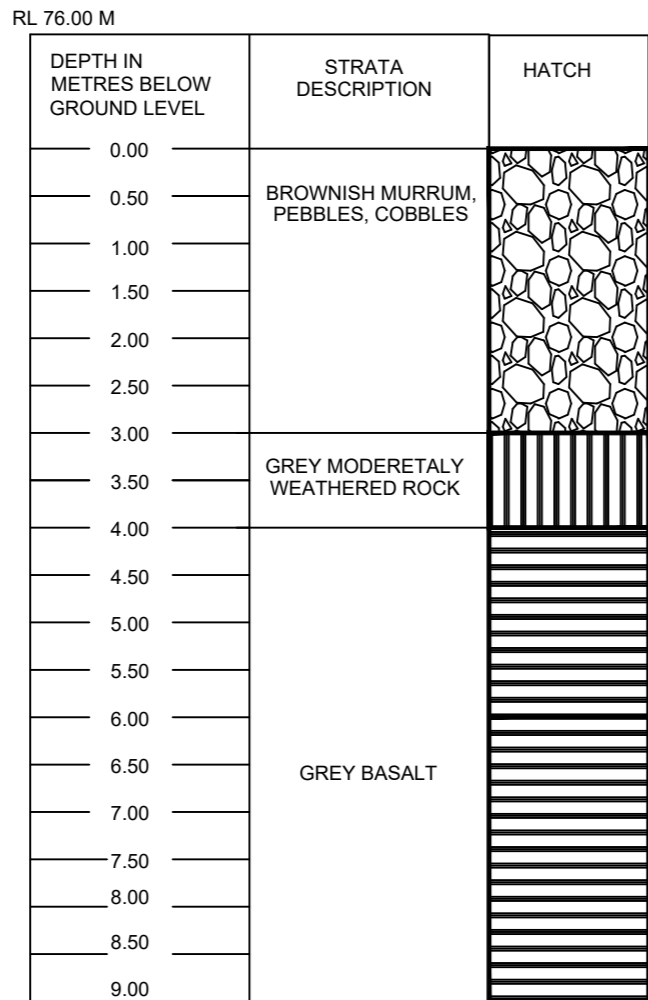 RL 76.00 M
DEPTH IN
METRES BELOW
GROUND LEVEL
STRATA
DESCRIPTION
HATCH
0.00
0.50
1.00
1.50
2.00
2.50
3.00
3.50
4.00
4.50
5.00
5.50
6.00
6.50
7.00
7.50
8.00
8.50
9.00
BROWNISH MURRUM,
PEBBLES, COBBLES
GREY MODERETALY
WEATHERED ROCK
GREY BASALT